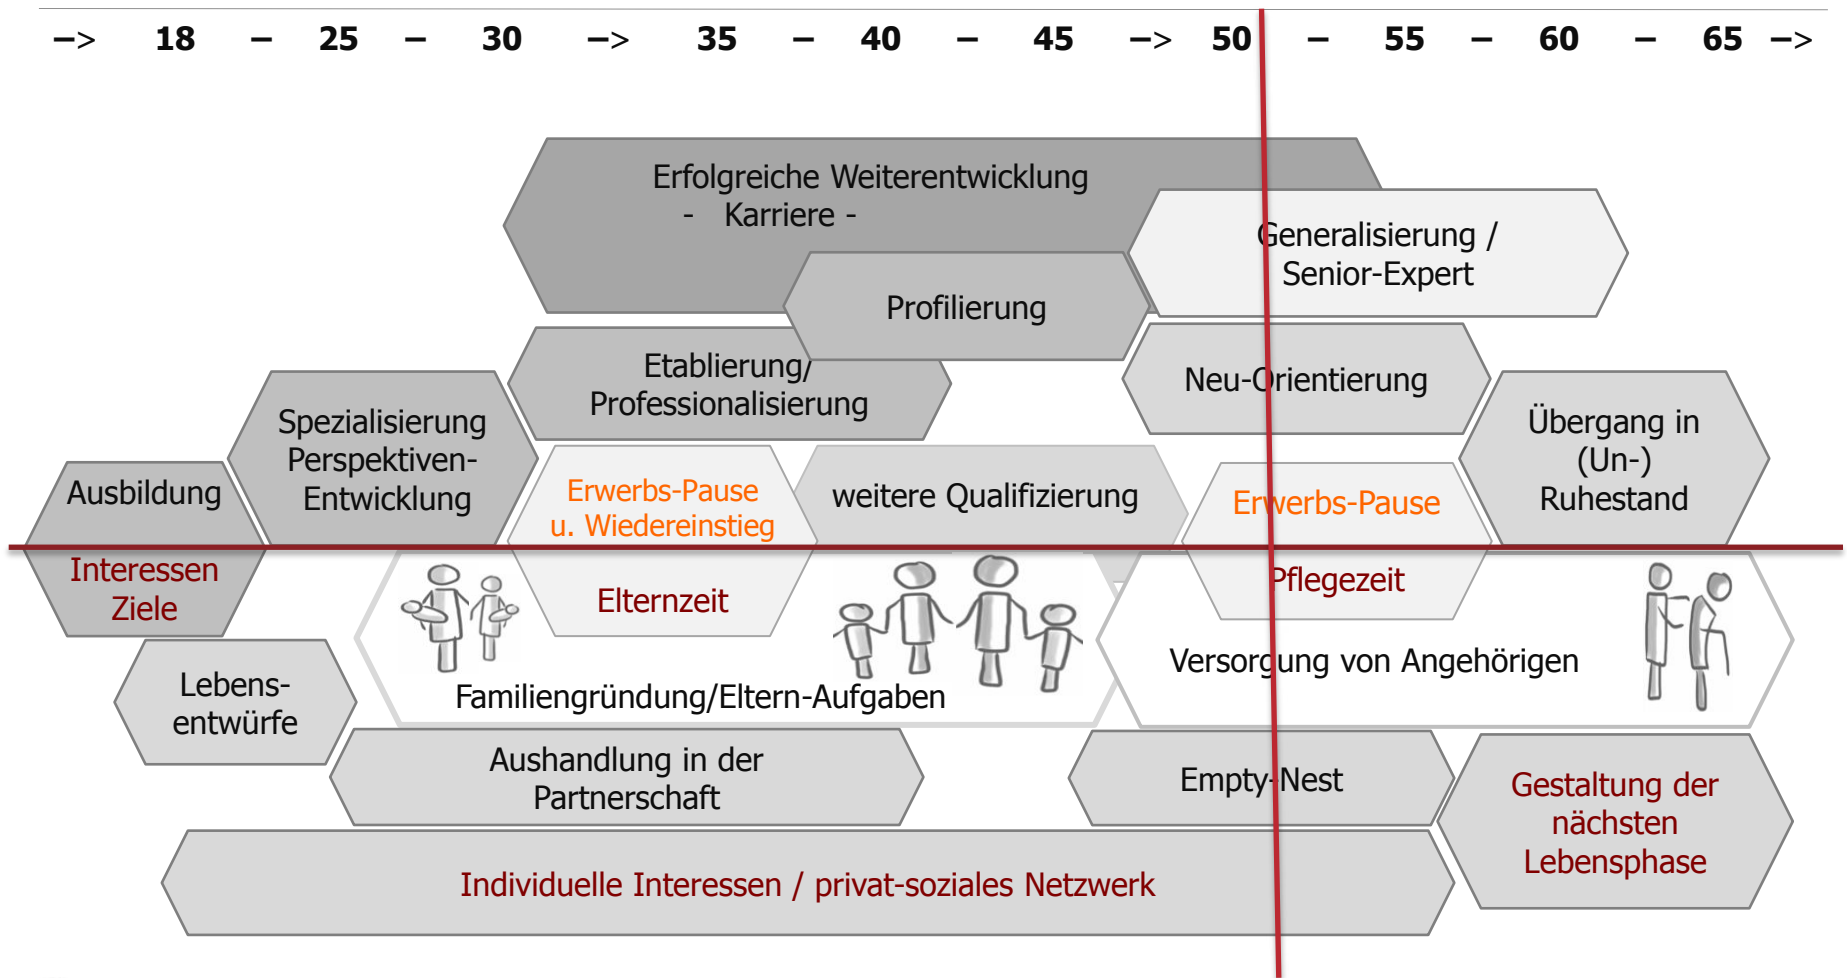 –> 18 – 25 – 30 –> 35 – 40 – 45 –> 50 – 55 – 60 – 65 –>
Erfolgreiche Weiterentwicklung
- Karriere -
Generalisierung /
Senior-Expert
Profilierung
Etablierung/
Professionalisierung
Neu-Orientierung
Spezialisierung
Perspektiven-
Entwicklung
Übergang in
(Un-)
Ruhestand
Ausbildung
Erwerbs-Pause
u. Wiedereinstieg
weitere Qualifizierung
Erwerbs-Pause
Interessen
Ziele
Elternzeit
Pflegezeit
Familiengründung/Eltern-Aufgaben
Versorgung von Angehörigen
Lebens-
entwürfe
Aushandlung in der
Partnerschaft
Empty-Nest
Gestaltung der
nächsten
Lebensphase
Individuelle Interessen / privat-soziales Netzwerk